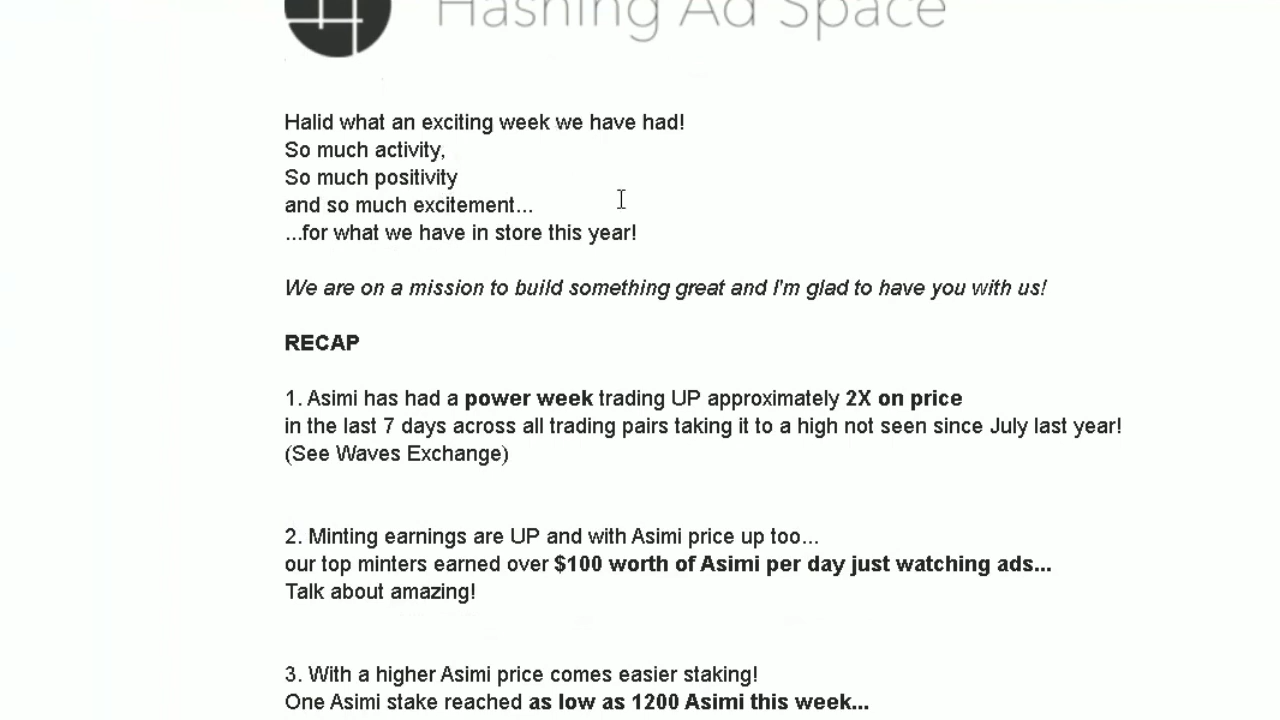 Hashing Ad Space
Halid what an exciting week we have had!
So much activity,
So much positivity
and so much excitement...
...for what we have in store this year!
We are on a mission to build something great and I'm glad to have you with us!
RECAP
1. Asimi has had a power week trading UP approximately 2X on price
in the last 7 days across all trading pairs taking it to a high not seen since July last year!
(See Waves Exchange)
2. Minting earnings are UP and with Asimi price up too...
our top minters earned over $100 worth of Asimi per day just watching ads...
Talk about amazing!
3. With a higher Asimi price comes easier staking!
One Asimi stake reached as low as 1200 Asimi this week...